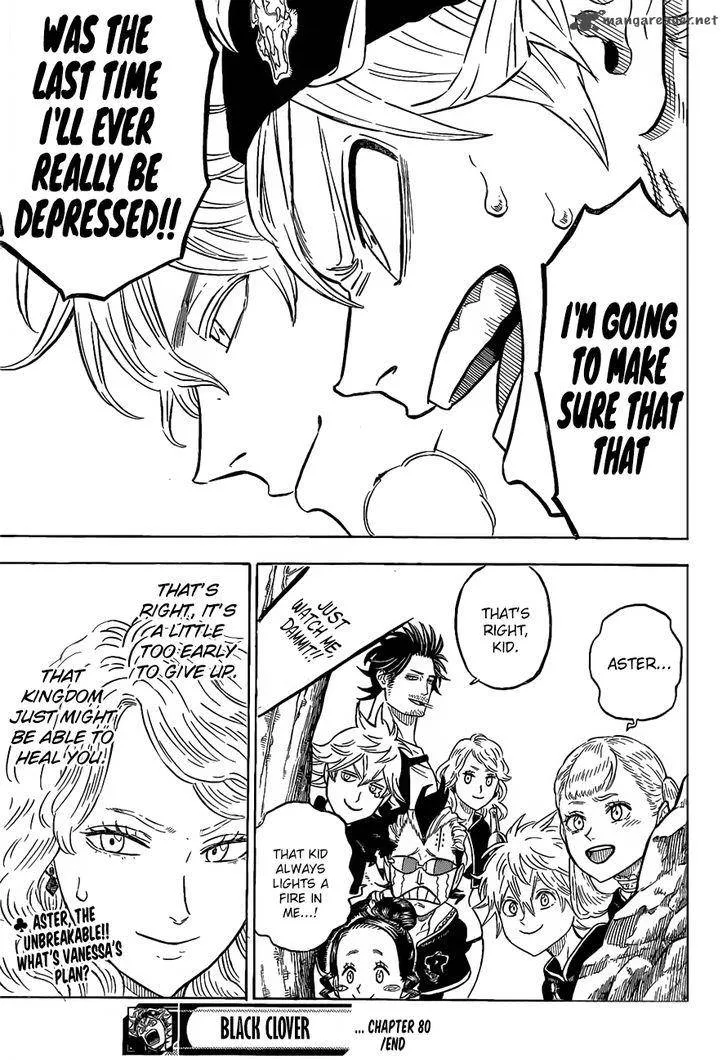 mangareader.net
I'M GOING
TO MAKE
SURE THAT
THAT
WAS THE
LAST TIME
I'LL EVER
REALLY BE
DEPRESSED!!
ASTER...
THAT'S
RIGHT,
KID.
JUST
WATCH ME,
DAMMIT!!
THAT KID
ALWAYS
LIGHTS A
FIRE IN
ME...!
THAT'S
RIGHT, IT'S
A LITTLE
TOO EARLY
TO GIVE UP.
THAT
KINGDOM
JUST MIGHT
BE ABLE TO
HEAL YOU.
♣ ASTER, THE
UNBREAKABLE!!
WHAT'S VANESSA'S
PLAN?
BLACK CLOVER
... CHAPTER 80
/END